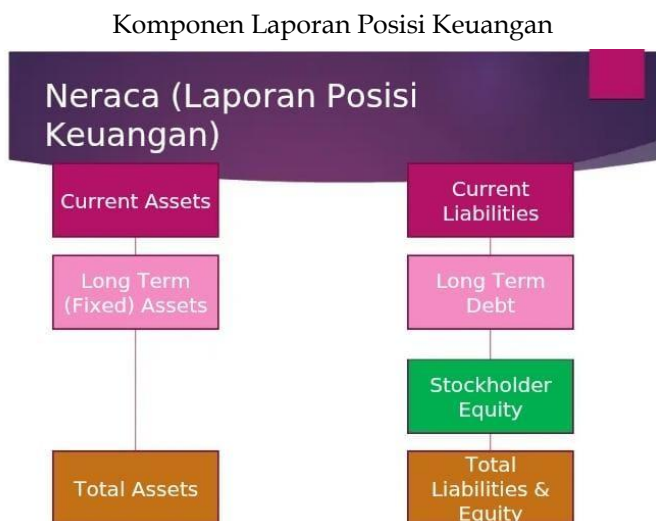 Komponen Laporan Posisi Keuangan
Neraca (Laporan Posisi
Keuangan)
Current Assets
Long Term
(Fixed) Assets
Total Assets
Current
Liabilities
Long Term
Debt
Stockholder
Equity
Total
Liabilities &
Equity